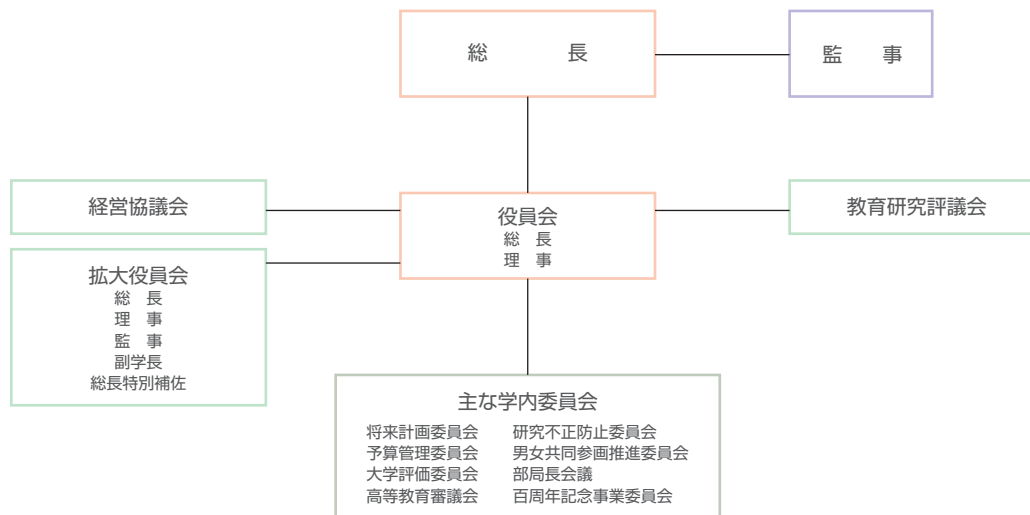 総 長
監 事
経営協議会
役員会
総 長
理 事
教育研究評議会
拡大役員会
総 長
理 事
監 事
副学長
総長特別補佐
主な学内委員会
将来計画委員会 研究不正防止委員会
予算管理委員会 男女共同参画推進委員会
大学評価委員会 部局長会議
高等教育審議会 百周年記念事業委員会